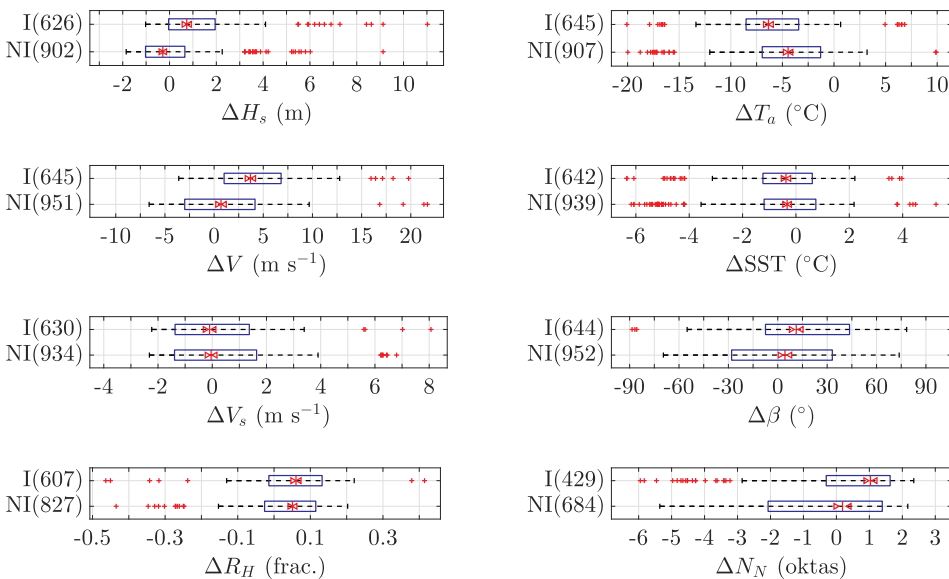 I(626)
NI(902)
-2 0 2 4 6 8 10
ΔH_s (m)
I(645)
NI(907)
-20 -15 -10 -5 0 5 10
ΔT_a (°C)
I(645)
NI(951)
-10 -5 0 5 10 15 20
ΔV (m s⁻¹)
I(642)
NI(939)
-6 -4 -2 0 2 4
ΔSST (°C)
I(630)
NI(934)
-4 -2 0 2 4 6 8
ΔV_s (m s⁻¹)
I(644)
NI(952)
-90 -60 -30 0 30 60 90
Δβ (°)
I(607)
NI(827)
-0.5 -0.3 -0.1 0.1 0.3
ΔR_H (frac.)
I(429)
NI(684)
-6 -5 -4 -3 -2 -1 0 1 2 3
ΔN_N (oktas)